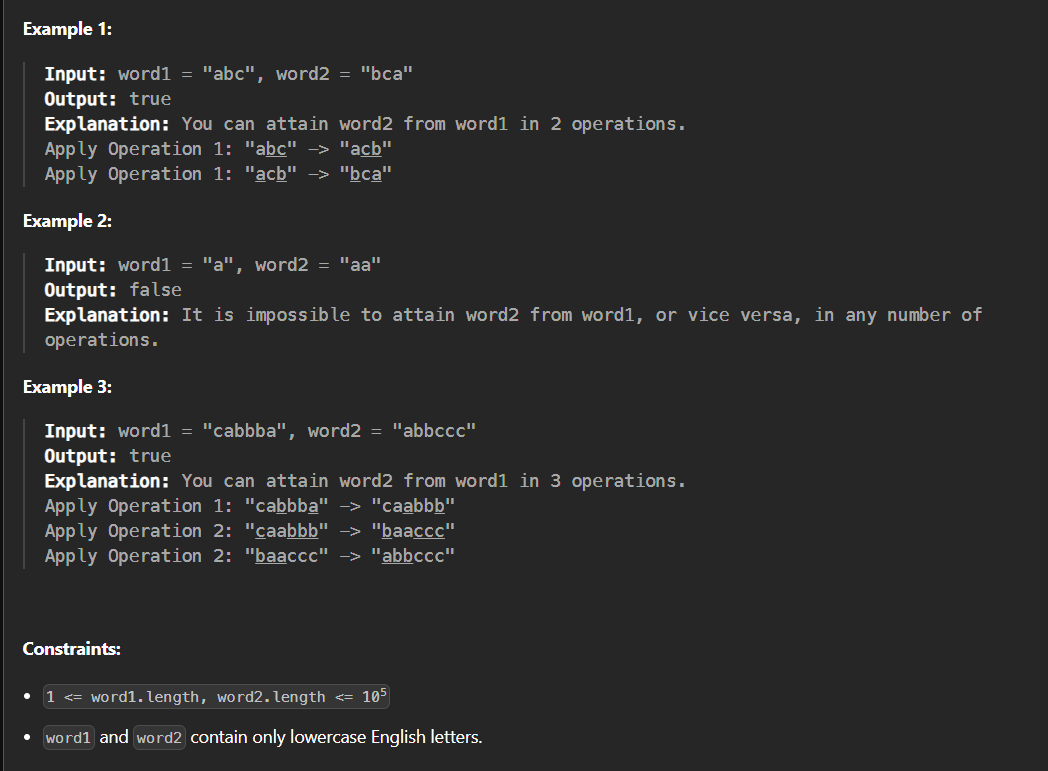 Example 1:
Input: word1 = "abc", word2 = "bca"
Output: true
Explanation: You can attain word2 from word1 in 2 operations.
Apply Operation 1: "abc" -> "acb"
Apply Operation 1: "acb" -> "bca"
Example 2:
Input: word1 = "a", word2 = "aa"
Output: false
Explanation: It is impossible to attain word2 from word1, or vice versa, in any number of
operations.
Example 3:
Input: word1 = "cabbba", word2 = "abbccc"
Output: true
Explanation: You can attain word2 from word1 in 3 operations.
Apply Operation 1: "cabbba" -> "caabbb"
Apply Operation 2: "caabbb" -> "baaccc"
Apply Operation 2: "baaccc" -> "abbccc"
Constraints:
• 1 <= word1.length, word2.length <= 10⁵
• word1 and word2 contain only lowercase English letters.